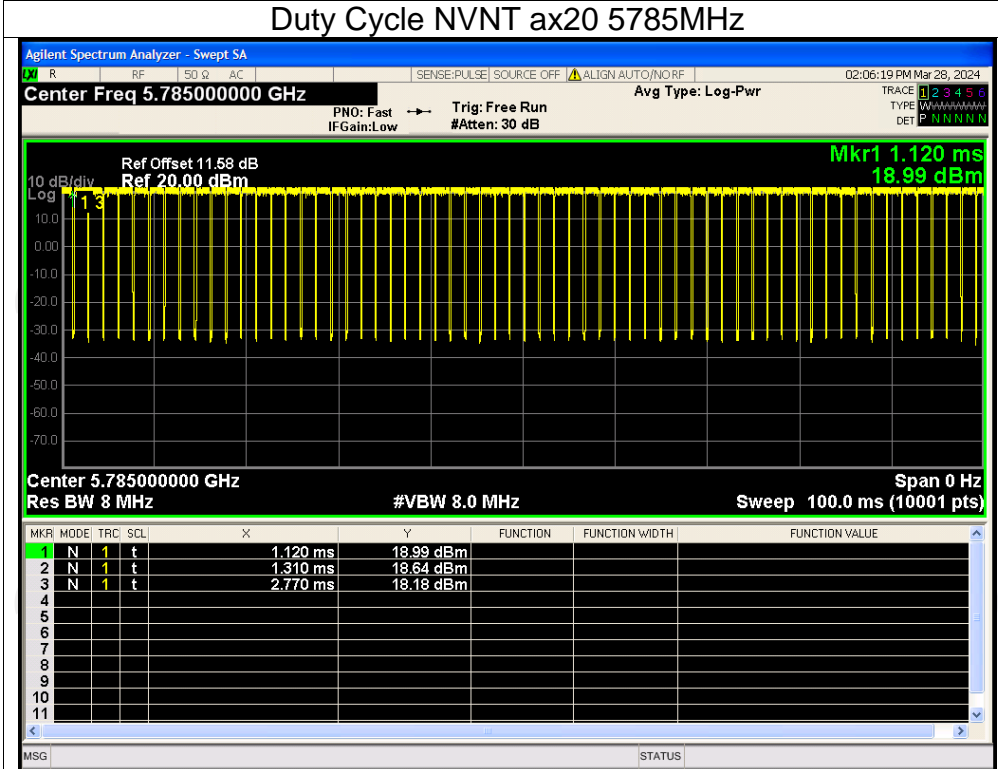 Duty Cycle NVNT ax20 5785MHz
Agilent Spectrum Analyzer - Swept SA
LXI R RF 50 Ω AC SENSE:PULSE SOURCE OFF ALIGN AUTO/NO RF 02:06:19 PM Mar 28, 2024
Center Freq 5.785000000 GHz Avg Type: Log-Pwr TRACE 1 2 3 4 5 6
PNO: Fast Trig: Free Run TYPE WWWWWW
IFGain:Low #Atten: 30 dB DET P N N N N N
Mkr1 1.120 ms
Ref Offset 11.58 dB
10 dB/div Ref 20.00 dBm 18.99 dBm
Log
1 3
10.0
0.00
-10.0
-20.0
-30.0
-40.0
-50.0
-60.0
-70.0
Center 5.785000000 GHz Span 0 Hz
Res BW 8 MHz #VBW 8.0 MHz Sweep 100.0 ms (10001 pts)
MKR MODE TRC SCL X Y FUNCTION FUNCTION WIDTH FUNCTION VALUE
1 N 1 t 1.120 ms 18.99 dBm
2 N 1 t 1.310 ms 18.64 dBm
3 N 1 t 2.770 ms 18.18 dBm
4
5
6
7
8
9
10
11
MSG STATUS